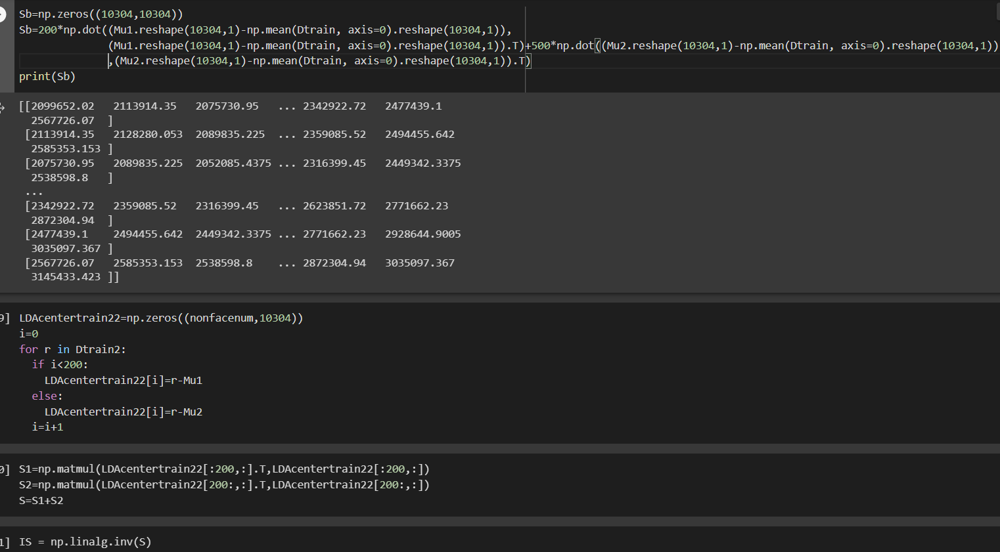 Sb=np.zeros((10304,10304))
Sb=200*np.dot((Mu1.reshape(10304,1)-np.mean(Dtrain, axis=0).reshape(10304,1)),
(Mu1.reshape(10304,1)-np.mean(Dtrain, axis=0).reshape(10304,1)).T)+500*np.dot((Mu2.reshape(10304,1)-np.mean(Dtrain, axis=0).reshape(10304,1))
,(Mu2.reshape(10304,1)-np.mean(Dtrain, axis=0).reshape(10304,1)).T)
print(Sb)
[[2099652.02   2113914.35   2075730.95   ... 2342922.72   2477439.1
  2567726.07  ]
 [2113914.35   2128280.053  2089835.225  ... 2359085.52   2494455.642
  2585353.153 ]
 [2075730.95   2089835.225  2052085.4375 ... 2316399.45   2449342.3375
  2538598.8   ]
 ...
 [2342922.72   2359085.52   2316399.45   ... 2623851.72   2771662.23
  2872304.94  ]
 [2477439.1    2494455.642  2449342.3375 ... 2771662.23   2928644.9005
  3035097.367 ]
 [2567726.07   2585353.153  2538598.8    ... 2872304.94   3035097.367
  3145433.423 ]]
9] LDAcentertrain22=np.zeros((nonfacenum,10304))
i=0
for r in Dtrain2:
  if i<200:
    LDAcentertrain22[i]=r-Mu1
  else:
    LDAcentertrain22[i]=r-Mu2
  i=i+1
0] S1=np.matmul(LDAcentertrain22[:200,:].T,LDAcentertrain22[:200,:])
S2=np.matmul(LDAcentertrain22[200:,:].T,LDAcentertrain22[200:,:])
S=S1+S2
1] IS = np.linalg.inv(S)